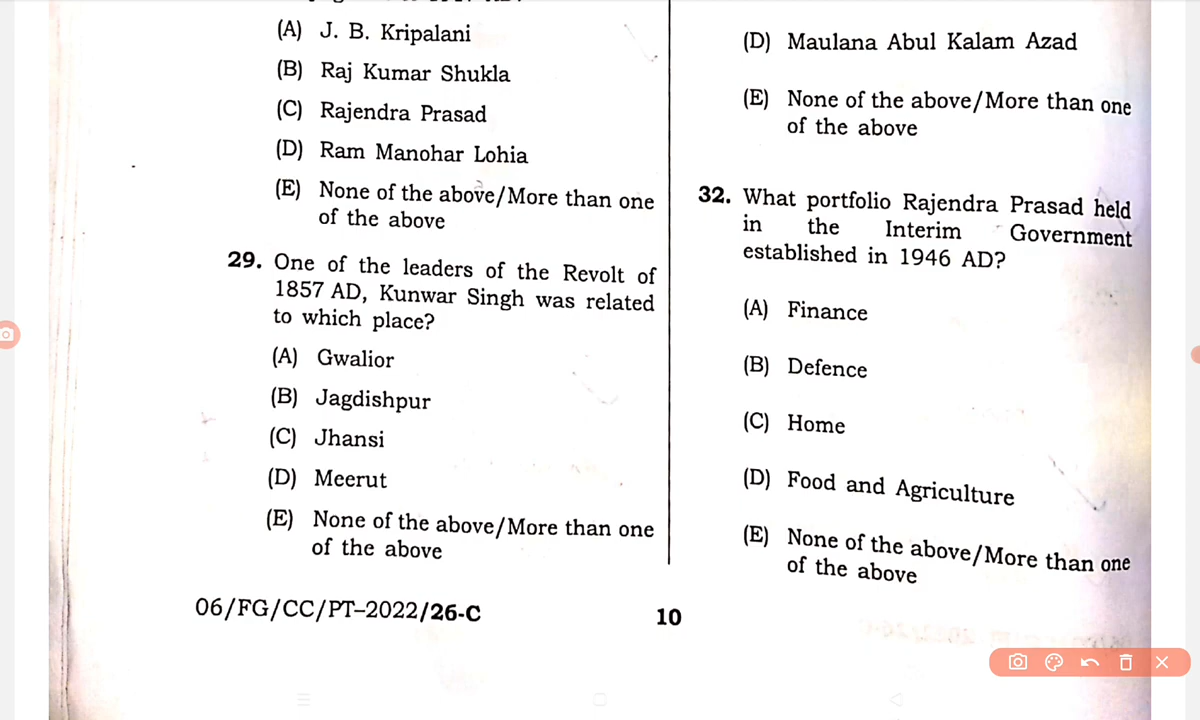 (A) J. B. Kripalani
(B) Raj Kumar Shukla
(C) Rajendra Prasad
(D) Ram Manohar Lohia
(E) None of the above/More than one
of the above
29. One of the leaders of the Revolt of
1857 AD, Kunwar Singh was related
to which place?
(A) Gwalior
(B) Jagdishpur
(C) Jhansi
(D) Meerut
(E) None of the above/More than one
of the above
(D) Maulana Abul Kalam Azad
(E) None of the above/More than one
of the above
32. What portfolio Rajendra Prasad held
in the Interim Government
established in 1946 AD?
(A) Finance
(B) Defence
(C) Home
(D) Food and Agriculture
(E) None of the above/More than one
of the above
06/FG/CC/PT–2022/26-C
10